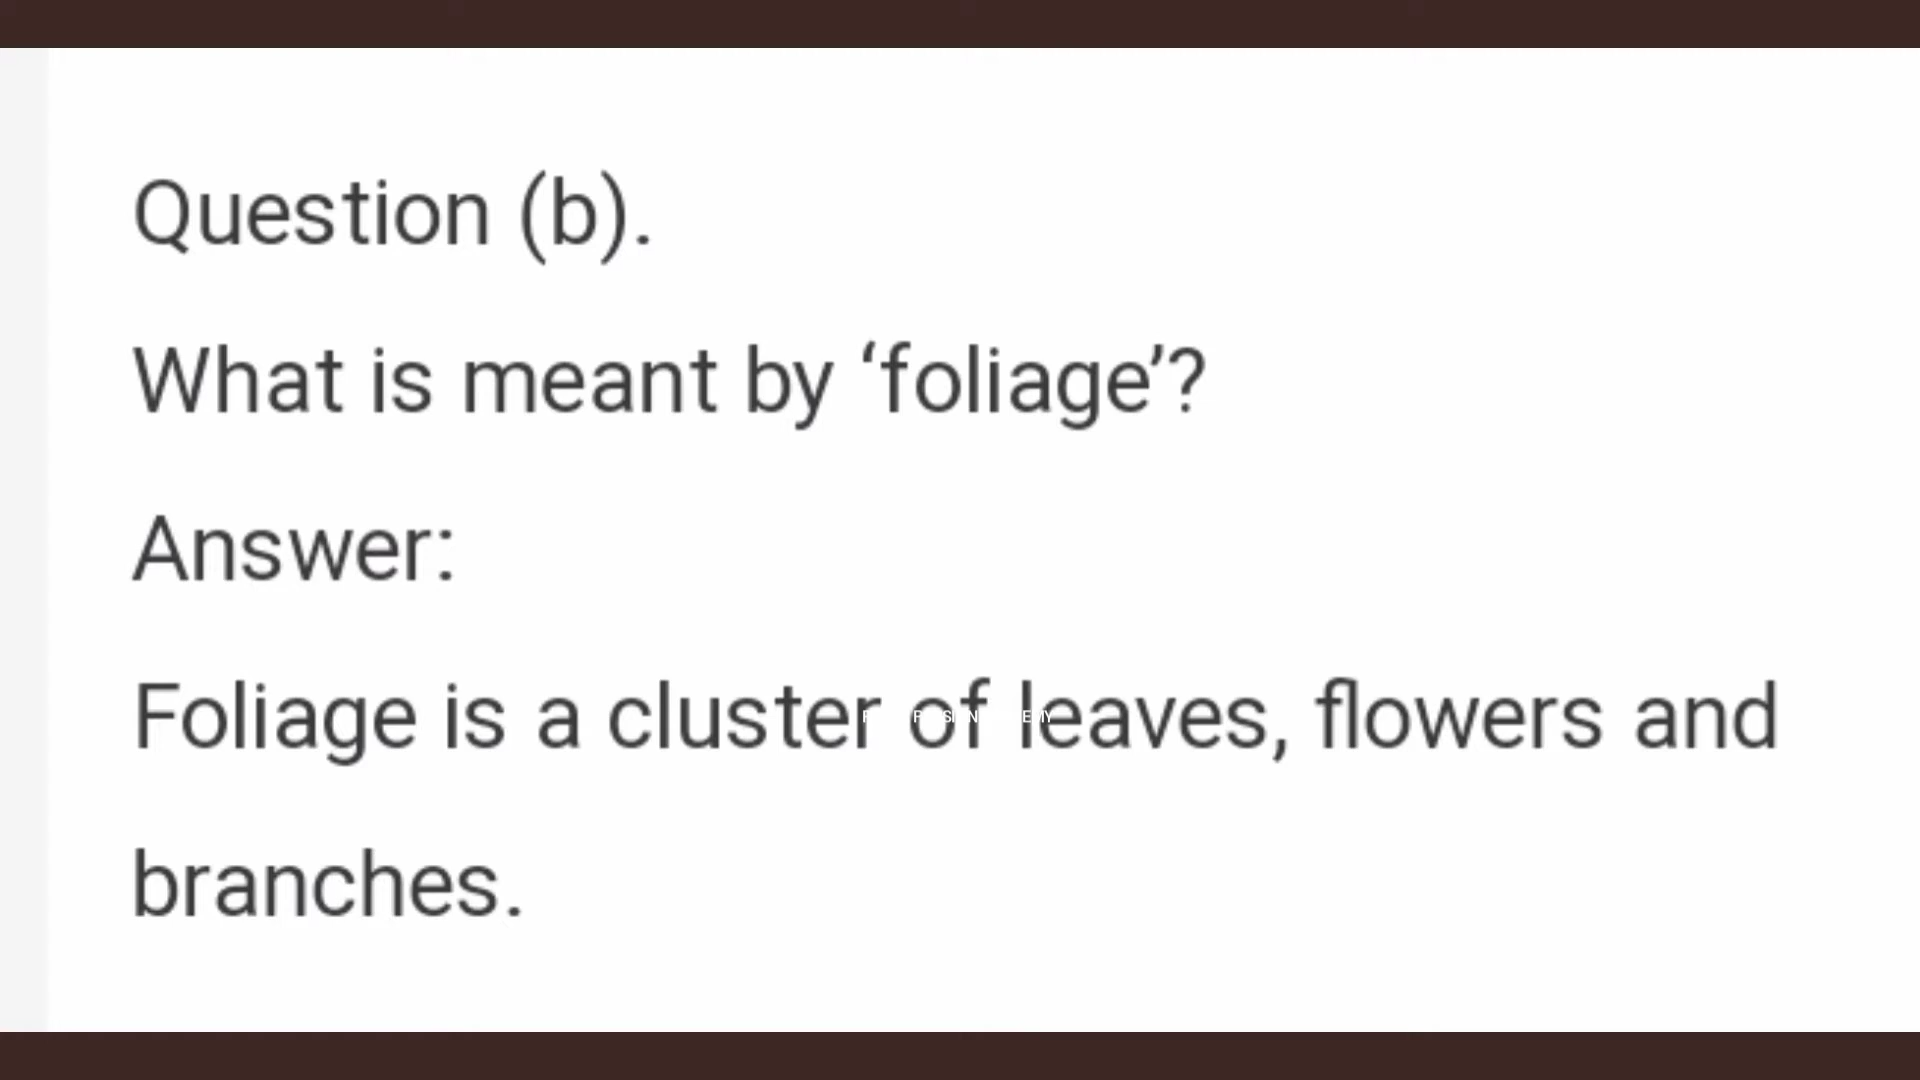 Question (b).
What is meant by ‘foliage’?
Answer:
Foliage is a cluster of leaves, flowers and
branches.